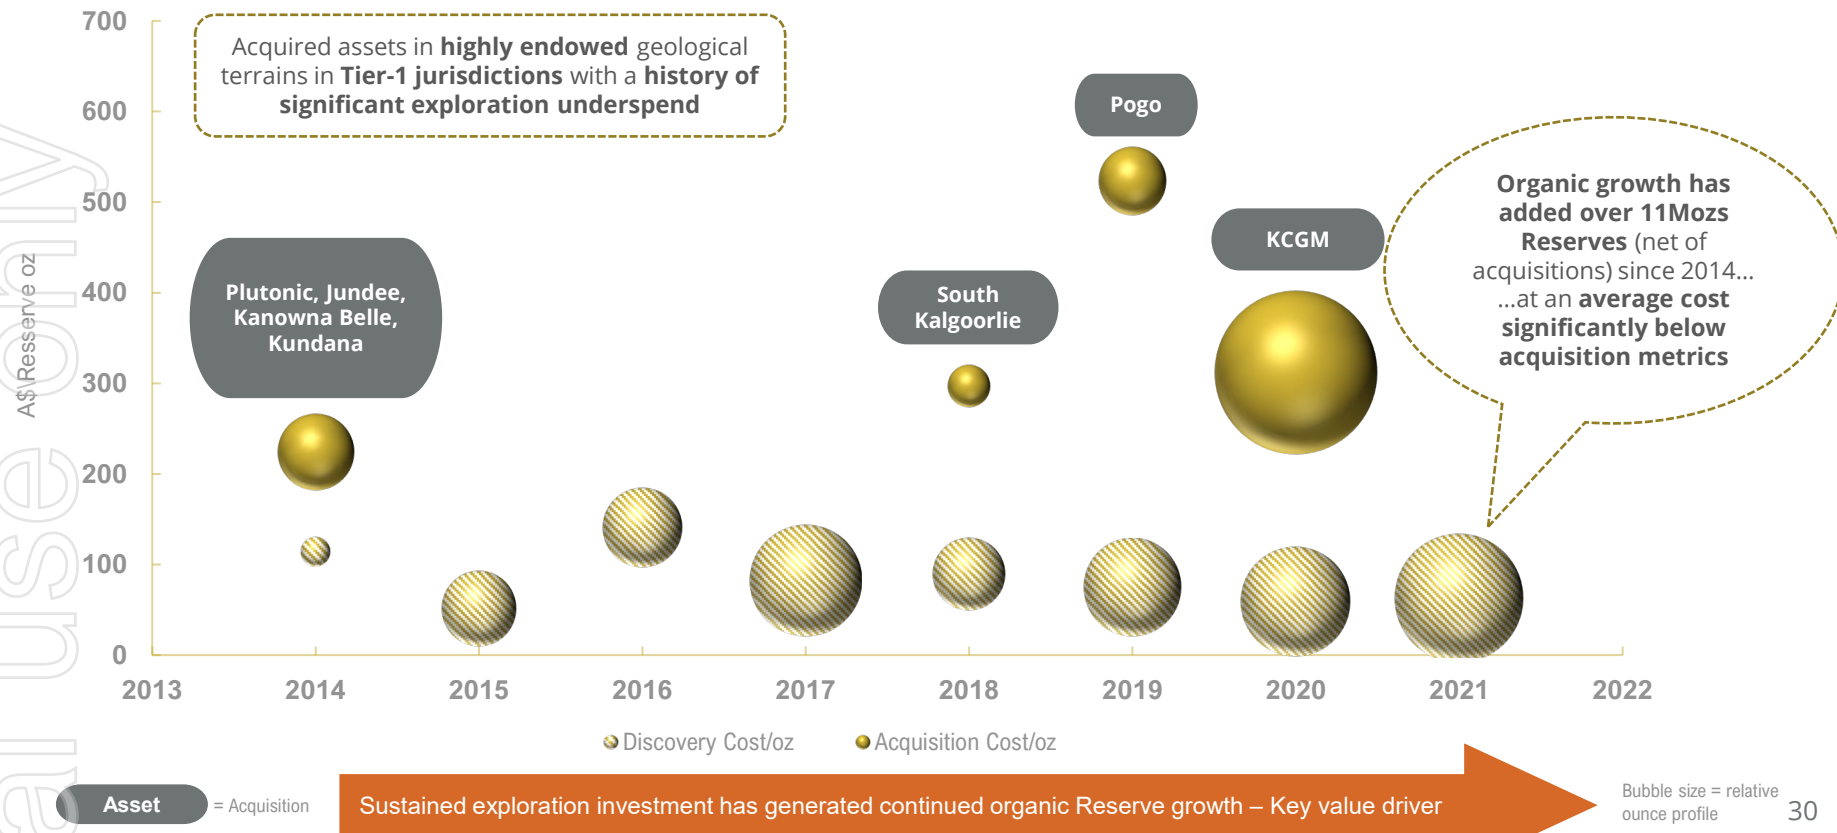 700
600
500
400
300
200
100
0
A$\Resserve oz
Acquired assets in highly endowed geological
terrains in Tier-1 jurisdictions with a history of
significant exploration underspend
Plutonic, Jundee,
Kanowna Belle,
Kundana
South
Kalgoorlie
Pogo
KCGM
Organic growth has
added over 11Mozs
Reserves (net of
acquisitions) since 2014...
...at an average cost
significantly below
acquisition metrics
2013 2014 2015 2016 2017 2018 2019 2020 2021 2022
Discovery Cost/oz Acquisition Cost/oz
Asset = Acquisition
Sustained exploration investment has generated continued organic Reserve growth – Key value driver
Bubble size = relative
ounce profile
30
al use only